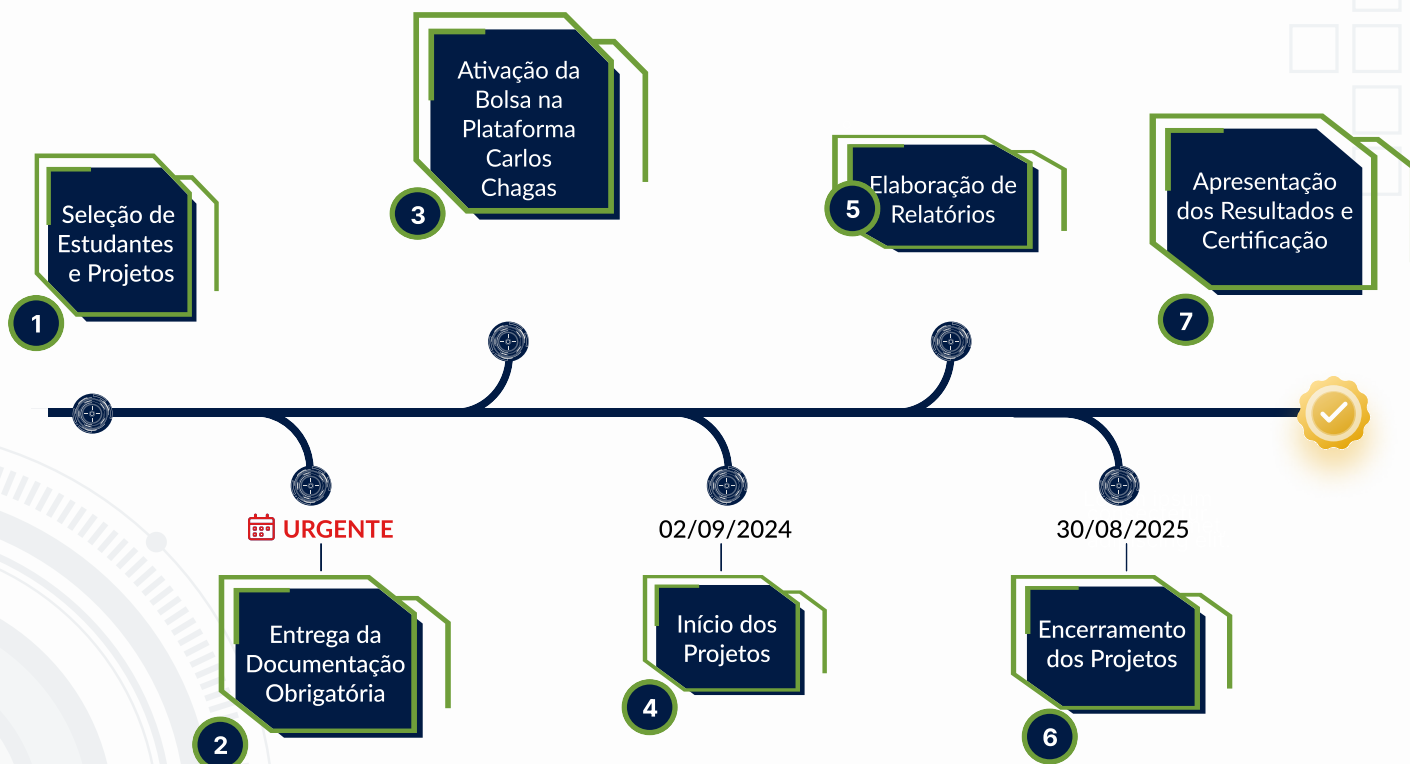 1
Seleção de
Estudantes
e Projetos
URGENTE
2
Entrega da
Documentação
Obrigatória
3
Ativação da
Bolsa na
Plataforma
Carlos
Chagas
02/09/2024
4
Início dos
Projetos
5
Elaboração de
Relatórios
30/08/2025
6
Encerramento
dos Projetos
7
Apresentação
dos Resultados e
Certificação